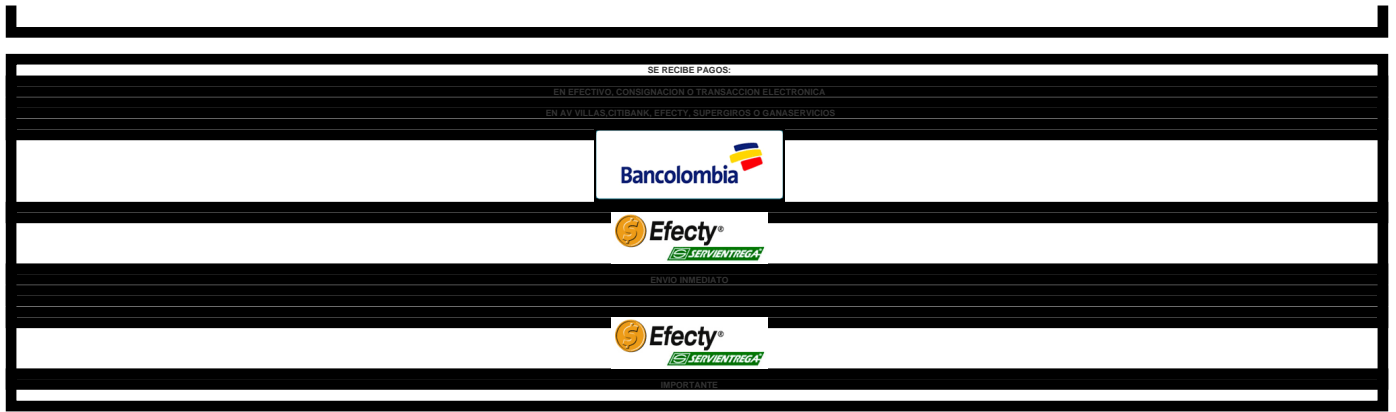 SE RECIBE PAGOS:
EN EFECTIVO, CONSIGNACION O TRANSACCION ELECTRONICA
EN AV VILLAS,CITIBANK, EFECTY, SUPERGIROS O GANASERVICIOS
Bancolombia
$ Efecty®
SERVIENTREGA
ENVIO INMEDIATO
$ Efecty®
SERVIENTREGA
IMPORTANTE